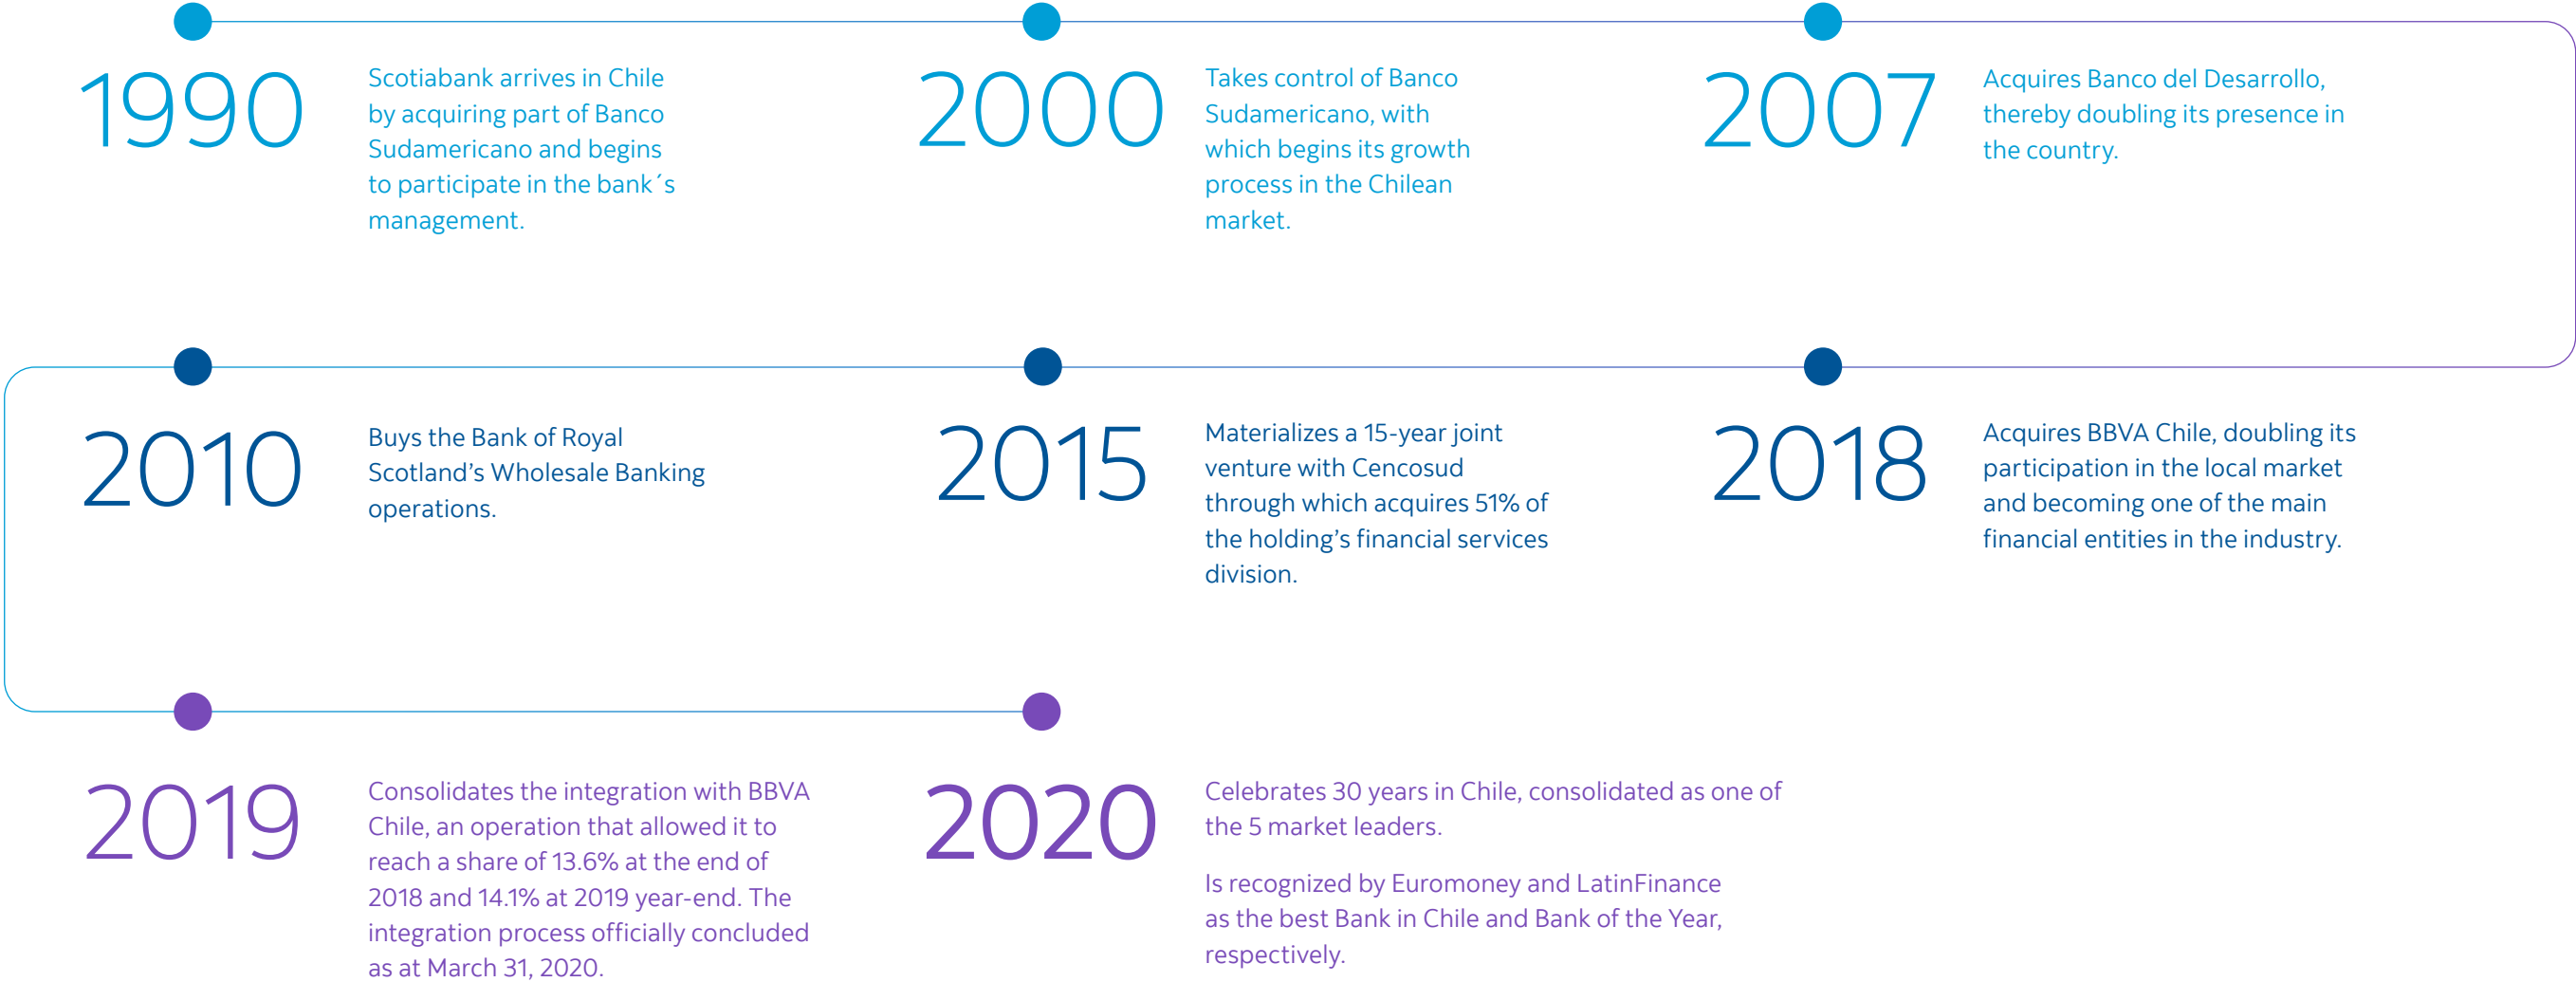 1990
Scotiabank arrives in Chile
by acquiring part of Banco
Sudamericano and begins
to participate in the bank´s
management.
2000
Takes control of Banco
Sudamericano, with
which begins its growth
process in the Chilean
market.
2007
Acquires Banco del Desarrollo,
thereby doubling its presence in
the country.
2010
Buys the Bank of Royal
Scotland’s Wholesale Banking
operations.
2015
Materializes a 15-year joint
venture with Cencosud
through which acquires 51% of
the holding’s financial services
division.
2018
Acquires BBVA Chile, doubling its
participation in the local market
and becoming one of the main
financial entities in the industry.
2019
Consolidates the integration with BBVA
Chile, an operation that allowed it to
reach a share of 13.6% at the end of
2018 and 14.1% at 2019 year-end. The
integration process officially concluded
as at March 31, 2020.
2020
Celebrates 30 years in Chile, consolidated as one of
the 5 market leaders.
Is recognized by Euromoney and LatinFinance
as the best Bank in Chile and Bank of the Year,
respectively.